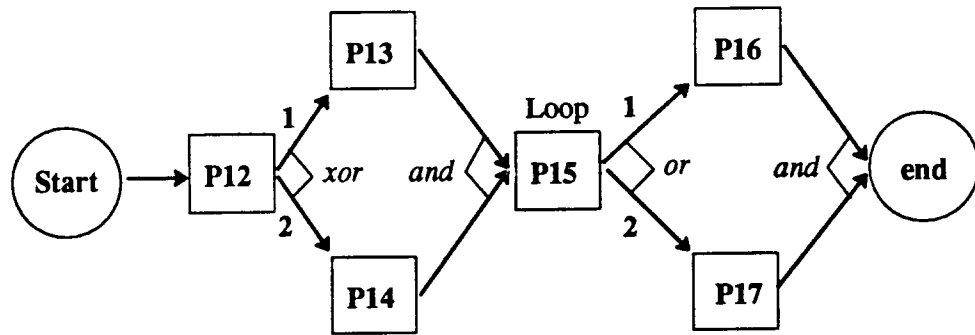 P13
P16
Loop
1
1
Start
P12
xor
and
P15
or
and
end
2
2
P14
P17